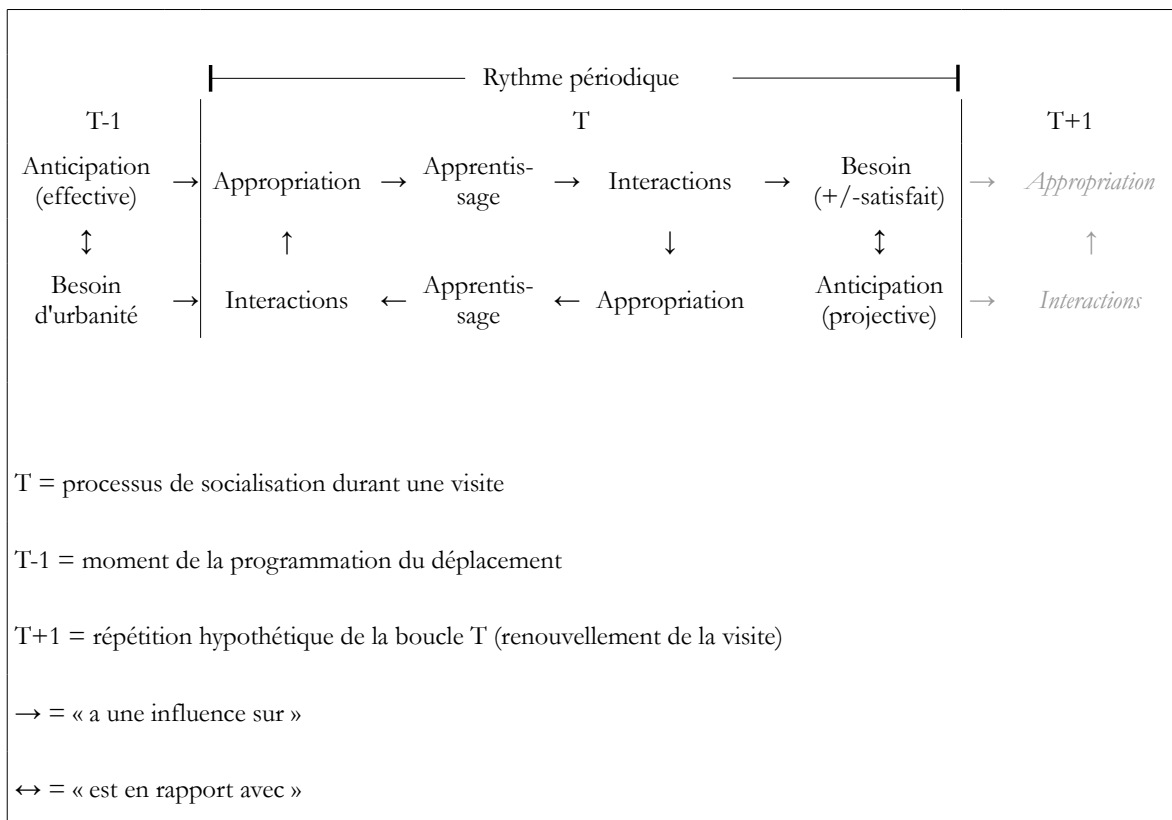 Rythme périodique
T-1 T T+1
Anticipation (effective) → Appropriation → Apprentis-sage → Interactions → Besoin (+/-satisfait) → Appropriation
↕ ↑ ↓ ↕ ↑
Besoin d'urbanité → Interactions ← Apprentis-sage ← Appropriation Anticipation (projective) → Interactions
T = processus de socialisation durant une visite
T-1 = moment de la programmation du déplacement
T+1 = répétition hypothétique de la boucle T (renouvellement de la visite)
→ = « a une influence sur »
↔ = « est en rapport avec »